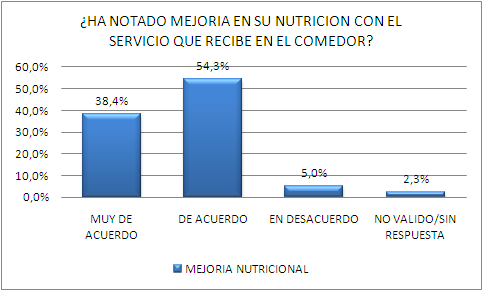 ¿HA NOTADO MEJORIA EN SU NUTRICION CON EL
SERVICIO QUE RECIBE EN EL COMEDOR?
60,0%
50,0%
40,0%
30,0%
20,0%
10,0%
0,0%
38,4%
54,3%
5,0%
2,3%
MUY DE
ACUERDO
DE ACUERDO
EN DESACUERDO
NO VALIDO/SIN
RESPUESTA
MEJORIA NUTRICIONAL